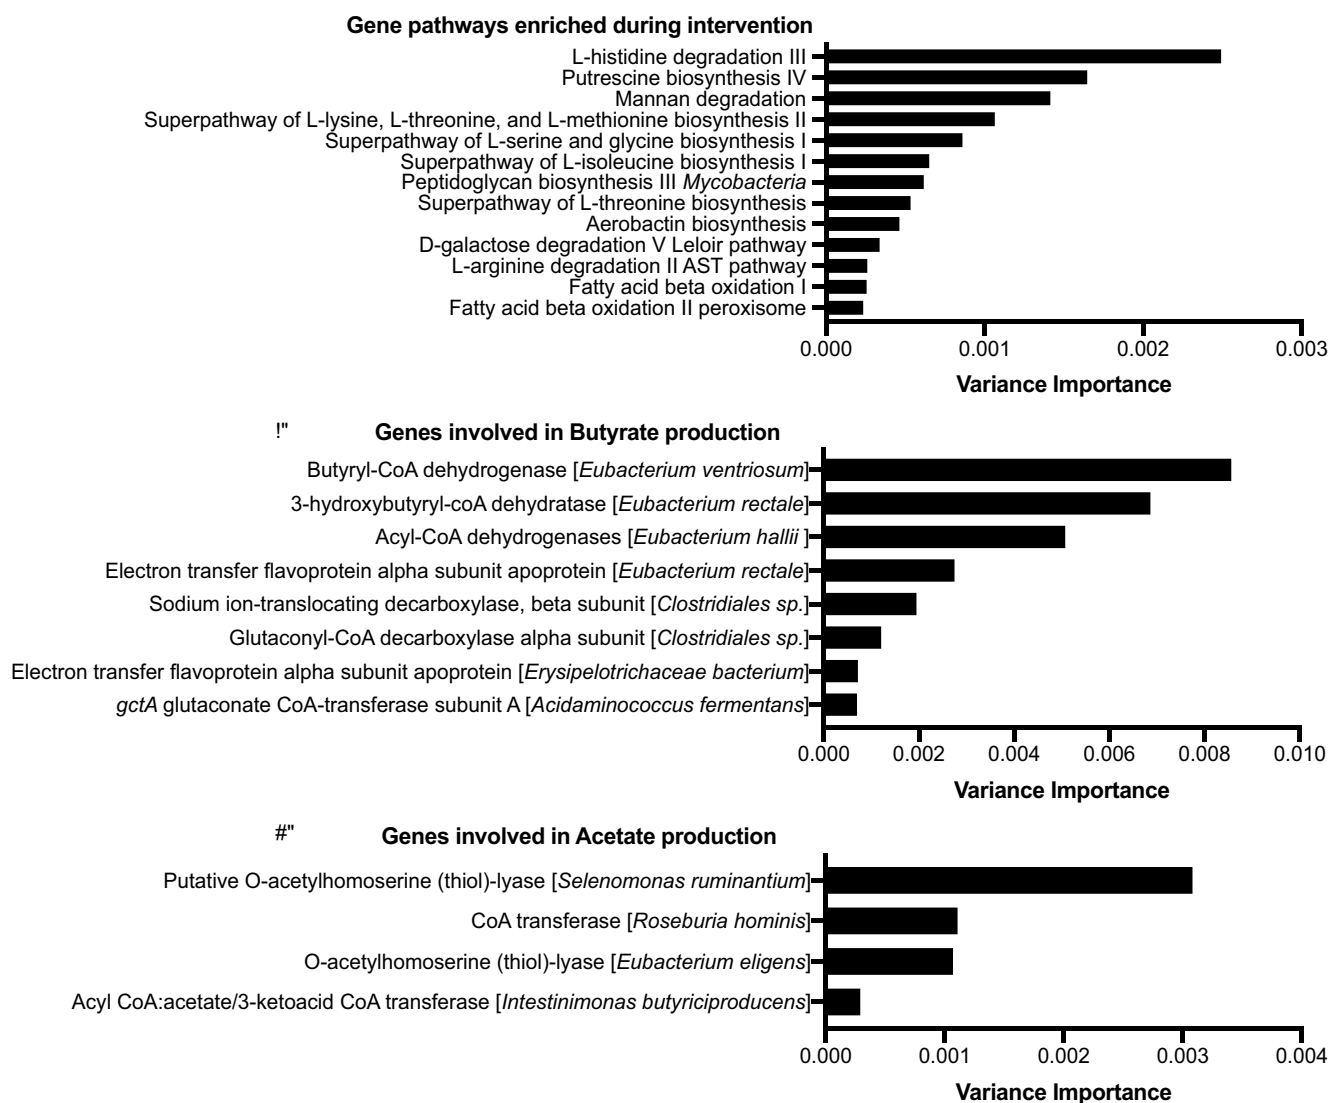 Gene pathways enriched during intervention
L-histidine degradation III
Putrescine biosynthesis IV
Mannan degradation
Superpathway of L-lysine, L-threonine, and L-methionine biosynthesis II
Superpathway of L-serine and glycine biosynthesis I
Superpathway of L-isoleucine biosynthesis I
Peptidoglycan biosynthesis III Mycobacteria
Superpathway of L-threonine biosynthesis
Aerobactin biosynthesis
D-galactose degradation V Leloir pathway
L-arginine degradation II AST pathway
Fatty acid beta oxidation I
Fatty acid beta oxidation II peroxisome
0.000 0.001 0.002 0.003
Variance Importance
!" Genes involved in Butyrate production
Butyryl-CoA dehydrogenase [Eubacterium ventriosum]
3-hydroxybutyryl-coA dehydratase [Eubacterium rectale]
Acyl-CoA dehydrogenases [Eubacterium hallii ]
Electron transfer flavoprotein alpha subunit apoprotein [Eubacterium rectale]
Sodium ion-translocating decarboxylase, beta subunit [Clostridiales sp.]
Glutaconyl-CoA decarboxylase alpha subunit [Clostridiales sp.]
Electron transfer flavoprotein alpha subunit apoprotein [Erysipelotrichaceae bacterium]
gctA glutaconate CoA-transferase subunit A [Acidaminococcus fermentans]
0.000 0.002 0.004 0.006 0.008 0.010
Variance Importance
#" Genes involved in Acetate production
Putative O-acetylhomoserine (thiol)-lyase [Selenomonas ruminantium]
CoA transferase [Roseburia hominis]
O-acetylhomoserine (thiol)-lyase [Eubacterium eligens]
Acyl CoA:acetate/3-ketoacid CoA transferase [Intestinimonas butyriciproducens]
0.000 0.001 0.002 0.003 0.004
Variance Importance